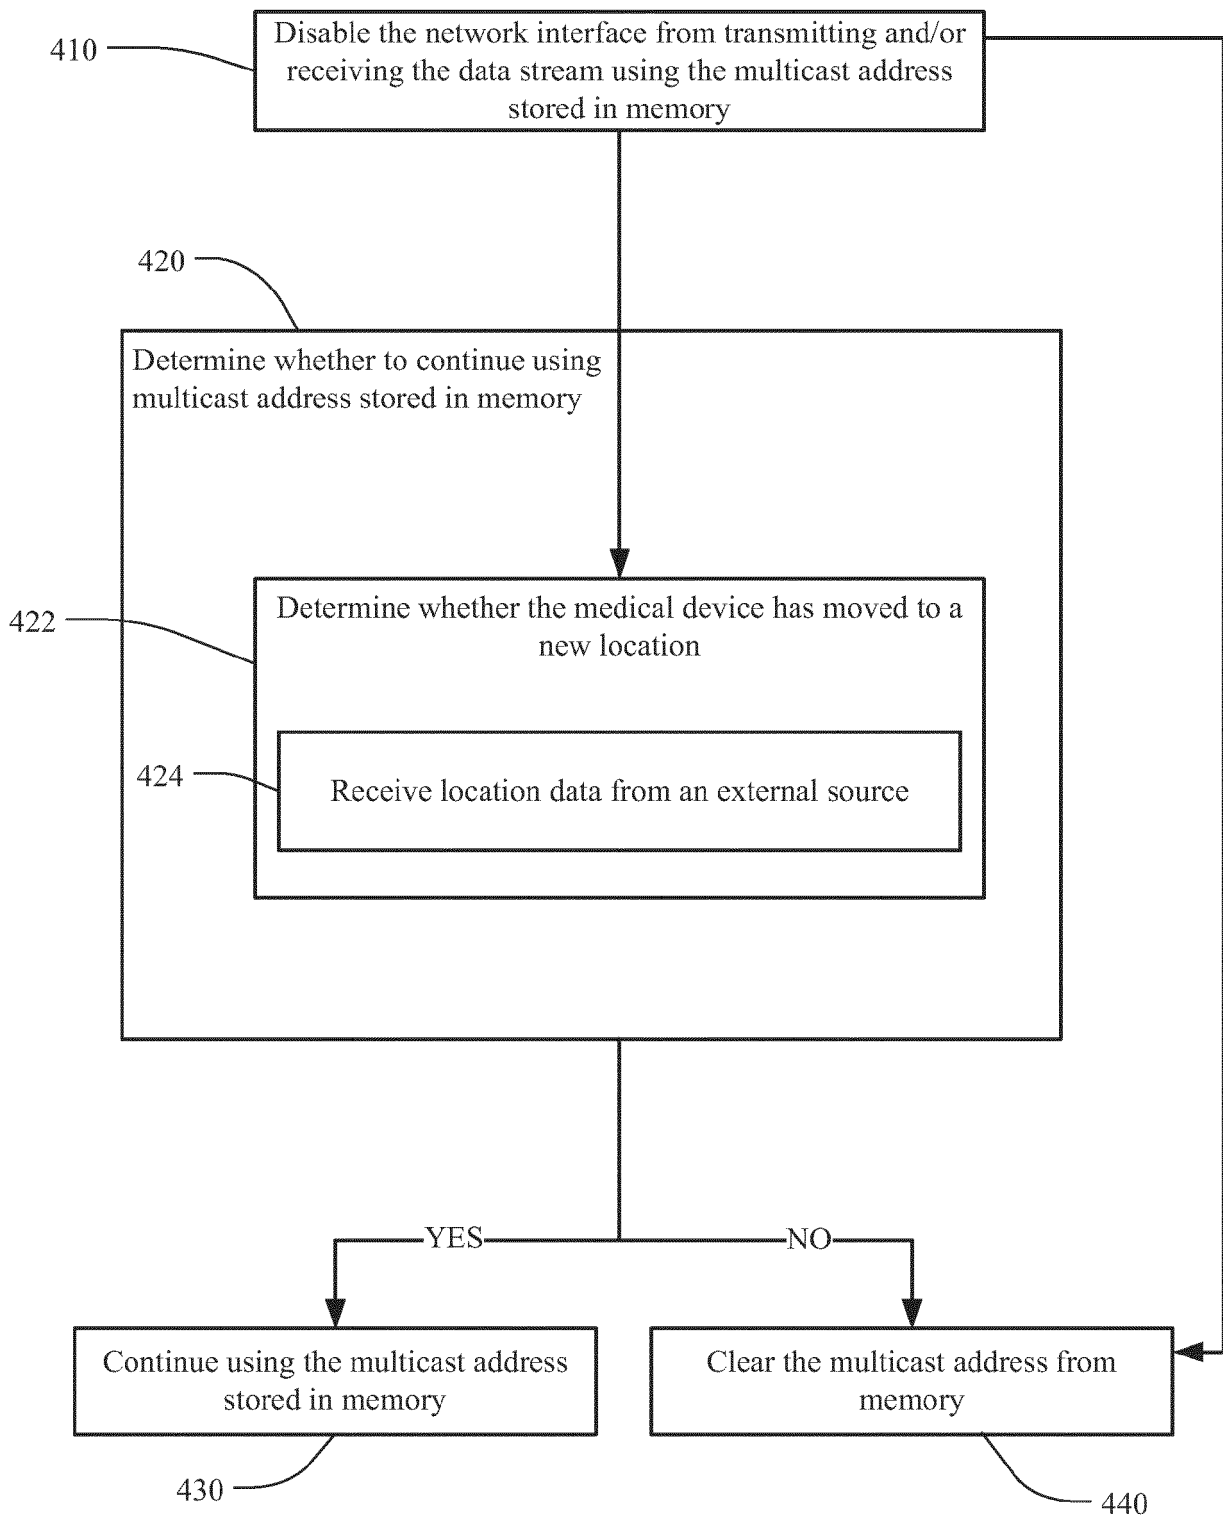 Disable the network interface from transmitting and/or
410
receiving the data stream using the multicast address
stored in memory
420
Determine whether to continue using
multicast address stored in memory
422
Determine whether the medical device has moved to a
new location
424
Receive location data from an external source
YES
NO
Continue using the multicast address
stored in memory
Clear the multicast address from
memory
430
440